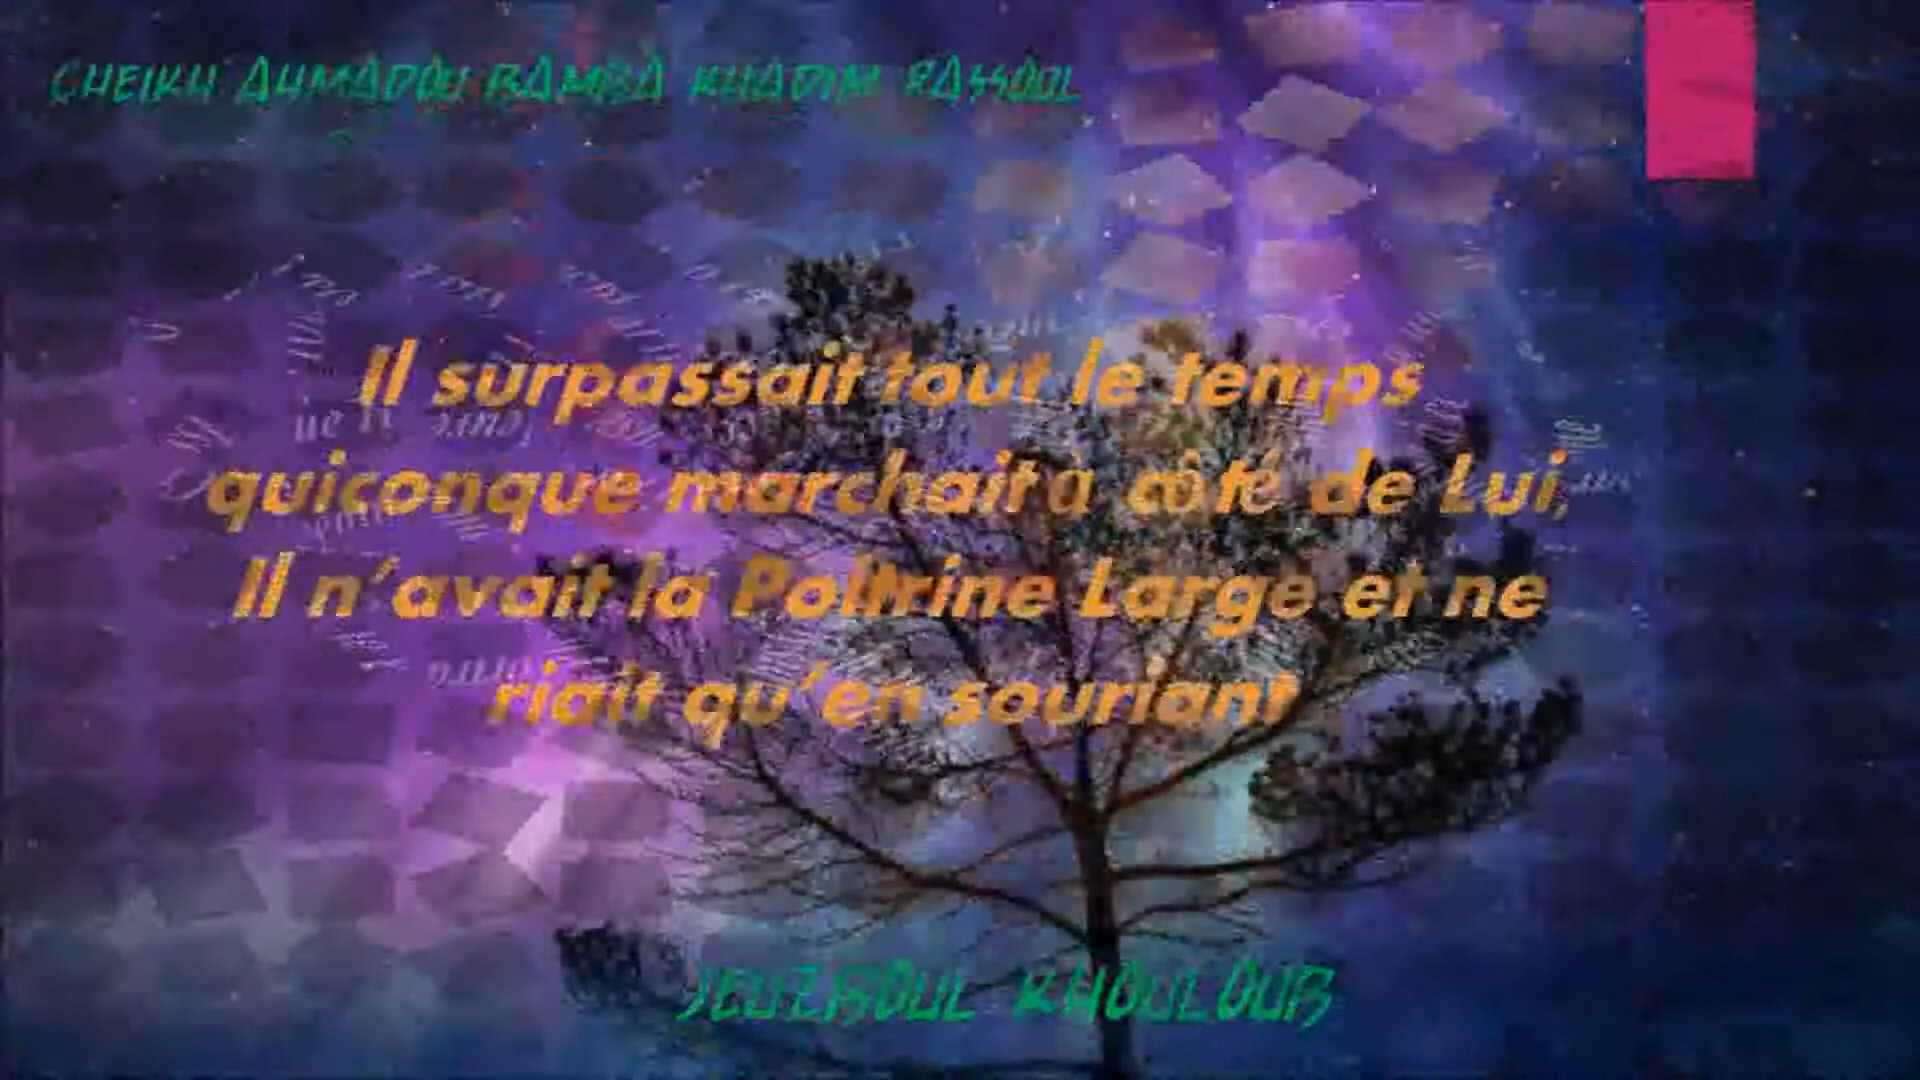 CHEIKH AHMADOU BAMBA KHADIM RASSOUL
Il surpassait tout le temps
quiconque marchait à côté de Lui,
Il n'avait la Poitrine Large et ne
riait qu'en souriant
JEUZBOUL KHOULOUB